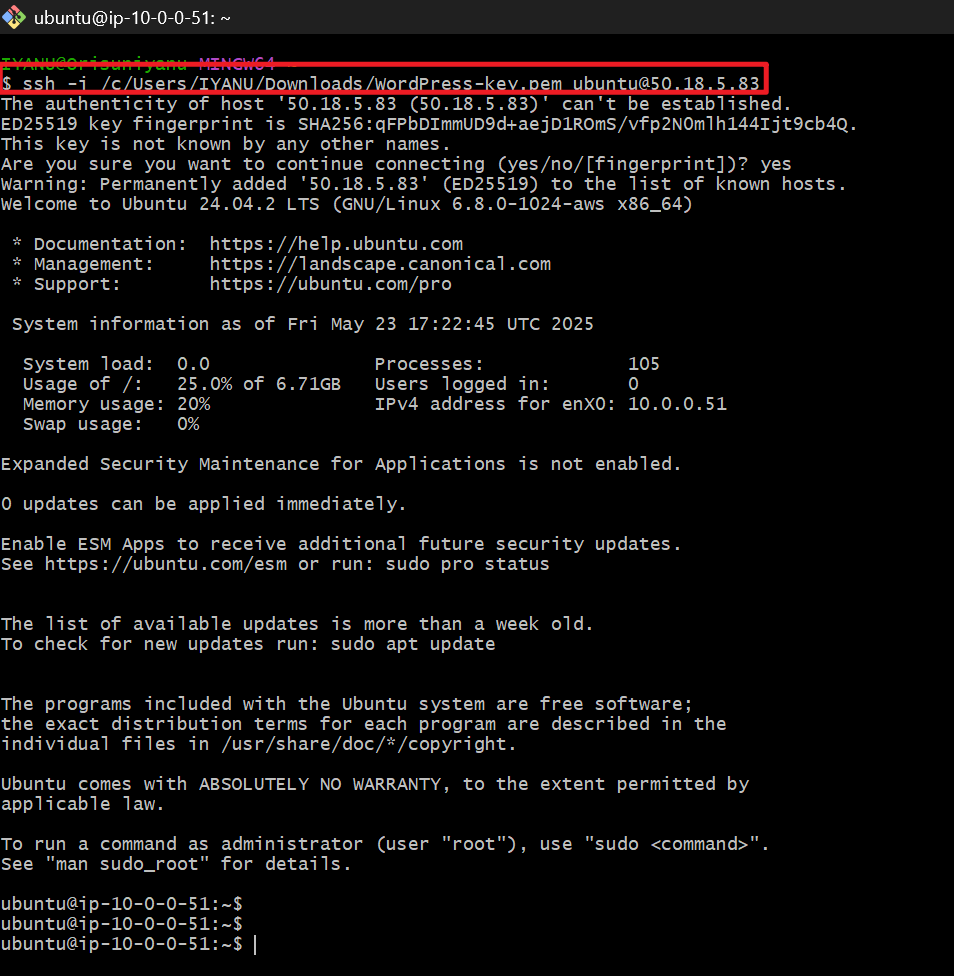 ubuntu@ip-10-0-0-51: ~
IYANU@Orisuniyanu MINGW64 ~
$ ssh -i /c/Users/IYANU/Downloads/WordPress-key.pem ubuntu@50.18.5.83
The authenticity of host '50.18.5.83 (50.18.5.83)' can't be established.
ED25519 key fingerprint is SHA256:qFPbDImmUD9d+aejD1ROmS/vfp2N0mlh144Ijt9cb4Q.
This key is not known by any other names.
Are you sure you want to continue connecting (yes/no/[fingerprint])? yes
Warning: Permanently added '50.18.5.83' (ED25519) to the list of known hosts.
Welcome to Ubuntu 24.04.2 LTS (GNU/Linux 6.8.0-1024-aws x86_64)
* Documentation: https://help.ubuntu.com
* Management: https://landscape.canonical.com
* Support: https://ubuntu.com/pro
System information as of Fri May 23 17:22:45 UTC 2025
System load: 0.0 Processes: 105
Usage of /: 25.0% of 6.71GB Users logged in: 0
Memory usage: 20% IPv4 address for enX0: 10.0.0.51
Swap usage: 0%
Expanded Security Maintenance for Applications is not enabled.
0 updates can be applied immediately.
Enable ESM Apps to receive additional future security updates.
See https://ubuntu.com/esm or run: sudo pro status
The list of available updates is more than a week old.
To check for new updates run: sudo apt update
The programs included with the Ubuntu system are free software;
the exact distribution terms for each program are described in the
individual files in /usr/share/doc/*/copyright.
Ubuntu comes with ABSOLUTELY NO WARRANTY, to the extent permitted by
applicable law.
To run a command as administrator (user "root"), use "sudo <command>".
See "man sudo_root" for details.
ubuntu@ip-10-0-0-51:~$
ubuntu@ip-10-0-0-51:~$
ubuntu@ip-10-0-0-51:~$